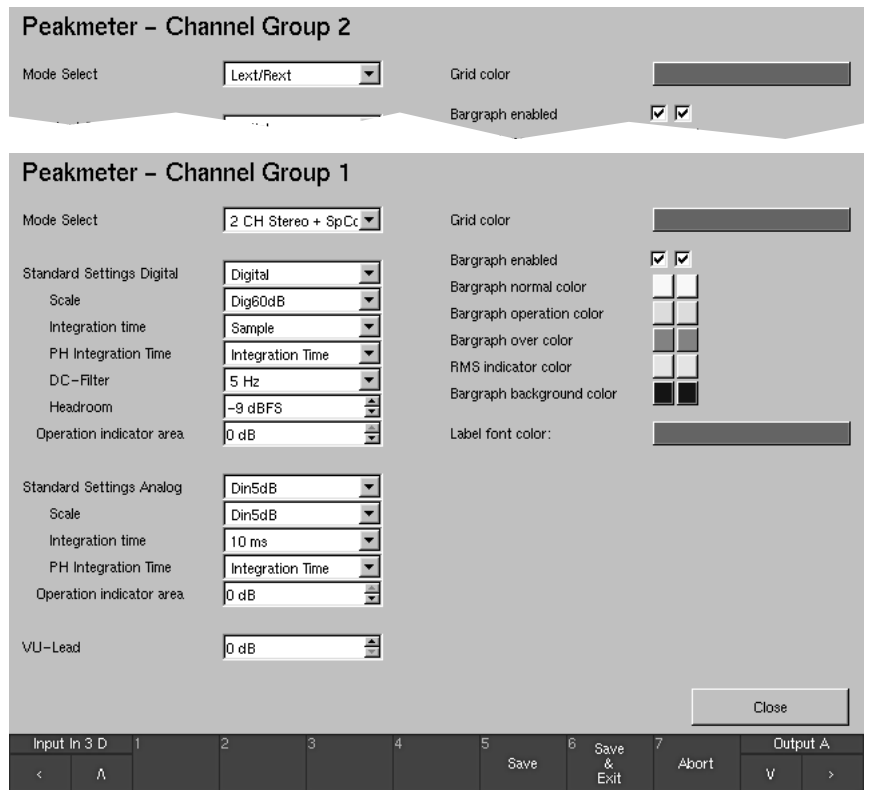 Peakmeter – Channel Group 2
Mode Select
Lext/Rext
Grid color
Bargraph enabled
Peakmeter – Channel Group 1
Mode Select
2 CH Stereo + SpCo
Grid color
Standard Settings Digital
Digital
Scale
Dig60dB
Integration time
Sample
PH Integration Time
Integration Time
DC–Filter
5 Hz
Headroom
–9 dBFS
Operation indicator area
0 dB
Bargraph enabled
Bargraph normal color
Bargraph operation color
Bargraph over color
RMS indicator color
Bargraph background color
Label font color:
Standard Settings Analog
Din5dB
Scale
Din5dB
Integration time
10 ms
PH Integration Time
Integration Time
Operation indicator area
0 dB
VU–Lead
0 dB
Close
Input In 3 D
< Λ
1
2
3
4
5 Save
6 Save & Exit
7 Abort
Output A
V >